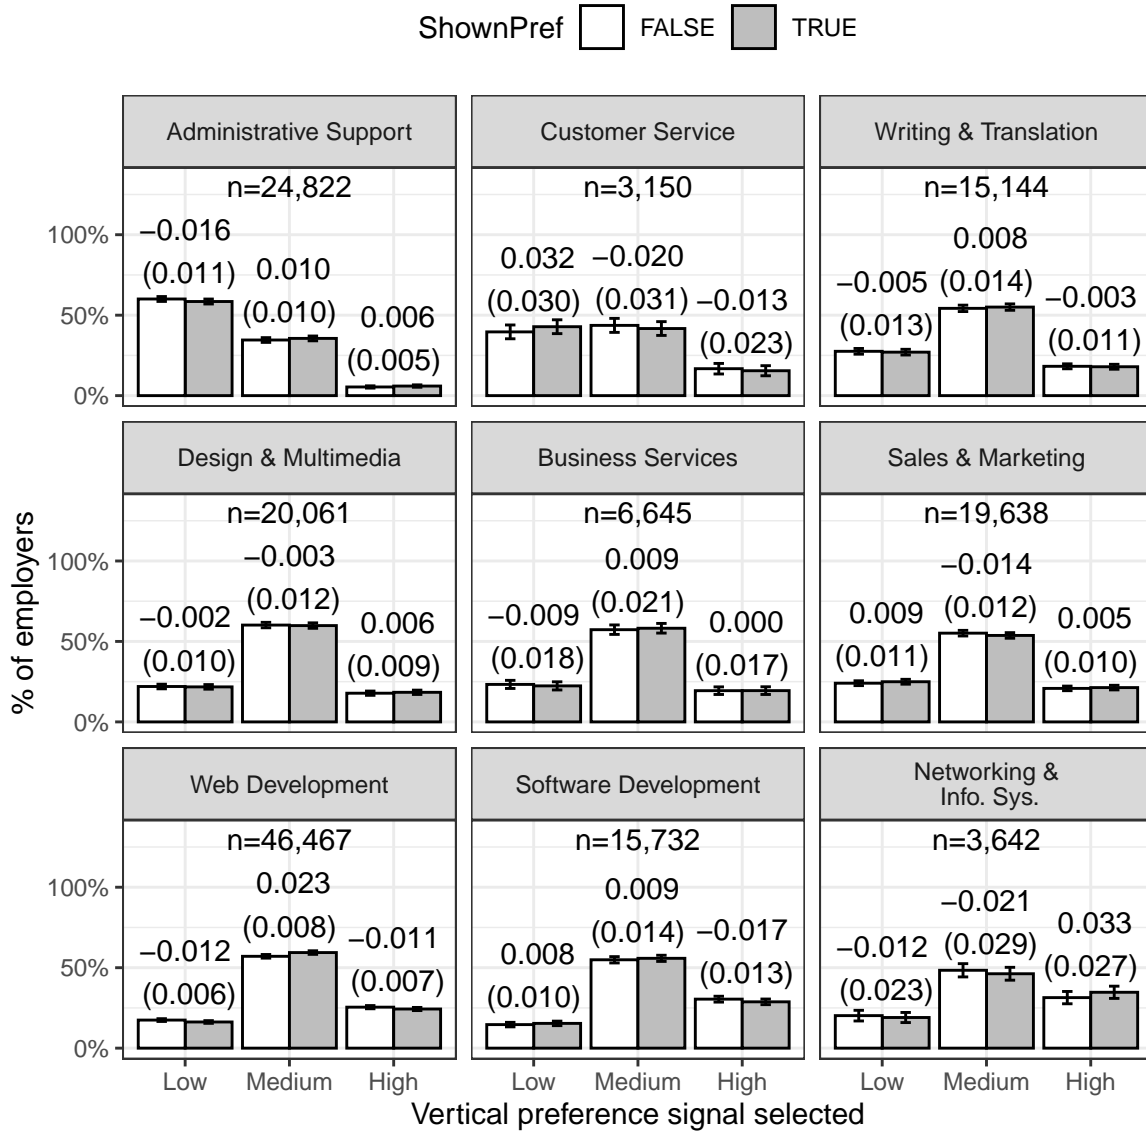 ShownPref FALSE TRUE
Administrative Support
Customer Service
Writing & Translation
n=24,822
−0.016
(0.011)
0.010
(0.010)
0.006
(0.005)
n=3,150
0.032
(0.030)
−0.020
(0.031)
−0.013
(0.023)
n=15,144
−0.005
(0.013)
0.008
(0.014)
−0.003
(0.011)
100%
50%
0%
Design & Multimedia
Business Services
Sales & Marketing
n=20,061
−0.002
(0.010)
−0.003
(0.012)
0.006
(0.009)
n=6,645
−0.009
(0.018)
0.009
(0.021)
0.000
(0.017)
n=19,638
0.009
(0.011)
−0.014
(0.012)
0.005
(0.010)
100%
50%
0%
% of employers
Web Development
Software Development
Networking &
Info. Sys.
n=46,467
−0.012
(0.006)
0.023
(0.008)
−0.011
(0.007)
n=15,732
0.008
(0.010)
0.009
(0.014)
−0.017
(0.013)
n=3,642
−0.012
(0.023)
−0.021
(0.029)
0.033
(0.027)
100%
50%
0%
Low Medium High
Low Medium High
Low Medium High
Vertical preference signal selected